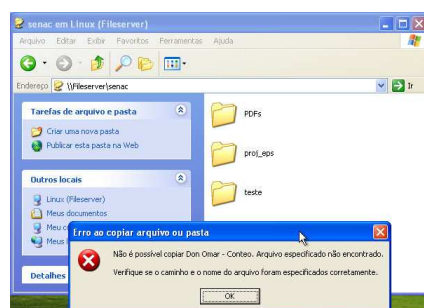 senac em Linux (Fileserver)
Arquivo Editar Exibir Favoritos Ferramentas Ajuda
Endereço \\Fileserver\senac Ir
Tarefas de arquivo e pasta
Criar uma nova pasta
Publicar esta pasta na Web
Outros locais
Linux (Fileserver)
Meus documentos
Meu
Meus
Detalhes
PDFs
proj_eps
teste
Erro ao copiar arquivo ou pasta
Não é possível copiar Don Omar - Conteo. Arquivo especificado não encontrado.
Verifique se o caminho e o nome do arquivo foram especificados corretamente.
OK